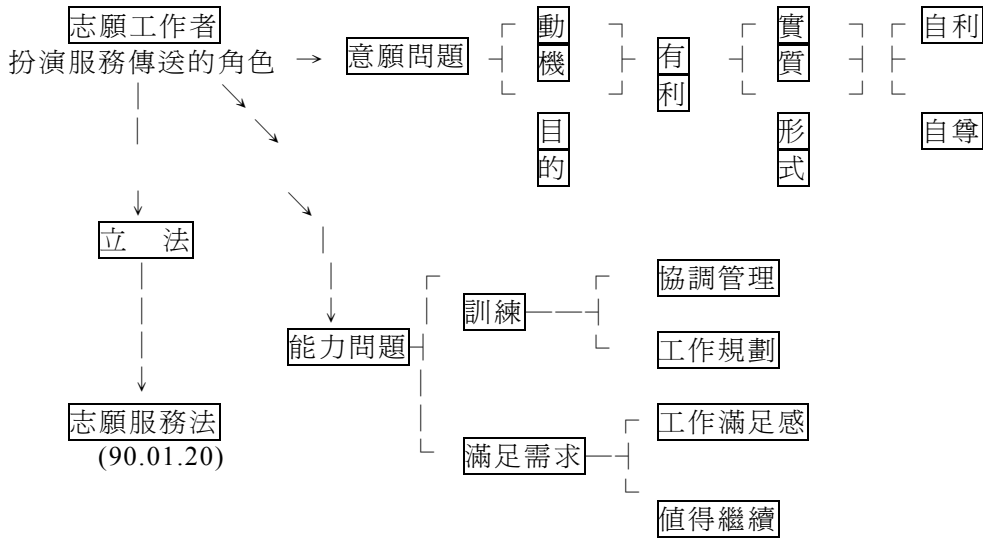 志願工作者
扮演服務傳送的角色
意願問題
動機
目的
有利
實質
形式
自利
自尊
立 法
志願服務法
(90.01.20)
能力問題
訓練
協調管理
工作規劃
滿足需求
工作滿足感
值得繼續